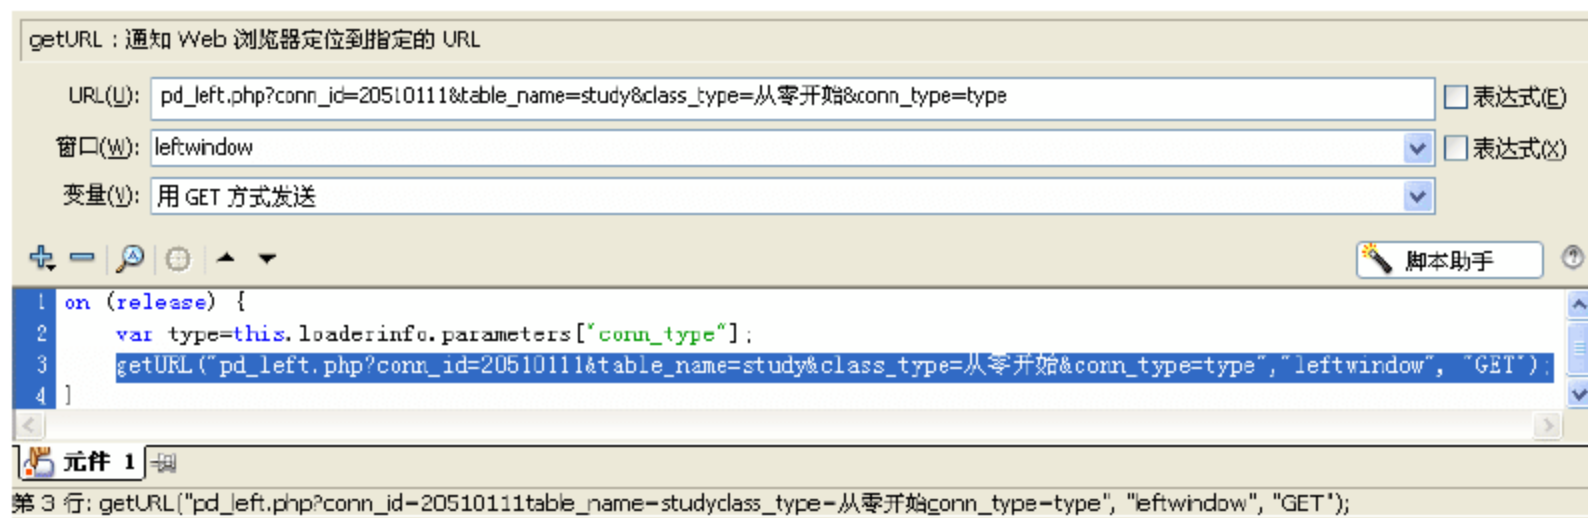 getURL：通知 Web 浏览器定位到指定的 URL
URL(U): pd_left.php?conn_id=20510111&table_name=study&class_type=从零开始&conn_type=type 表达式(E)
窗口(W): leftwindow 表达式(X)
变量(V): 用 GET 方式发送
脚本助手 ?
1 on (release) {
2 var type=this.loaderinfo.parameters["conn_type"];
3 getURL("pd_left.php?conn_id=20510111&table_name=study&class_type=从零开始&conn_type=type","leftwindow", "GET");
4 }
元件 1
第 3 行: getURL("pd_left.php?conn_id=20510111table_name=studyclass_type=从零开始conn_type=type", "leftwindow", "GET");